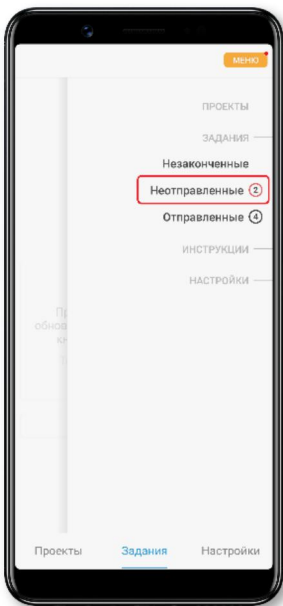 МЕНЮ
ПРОЕКТЫ
ЗАДАНИЯ
Незаконченные
Неотправленные 2
Отправленные 4
ИНСТРУКЦИИ
НАСТРОЙКИ
Проекты Задания Настройки